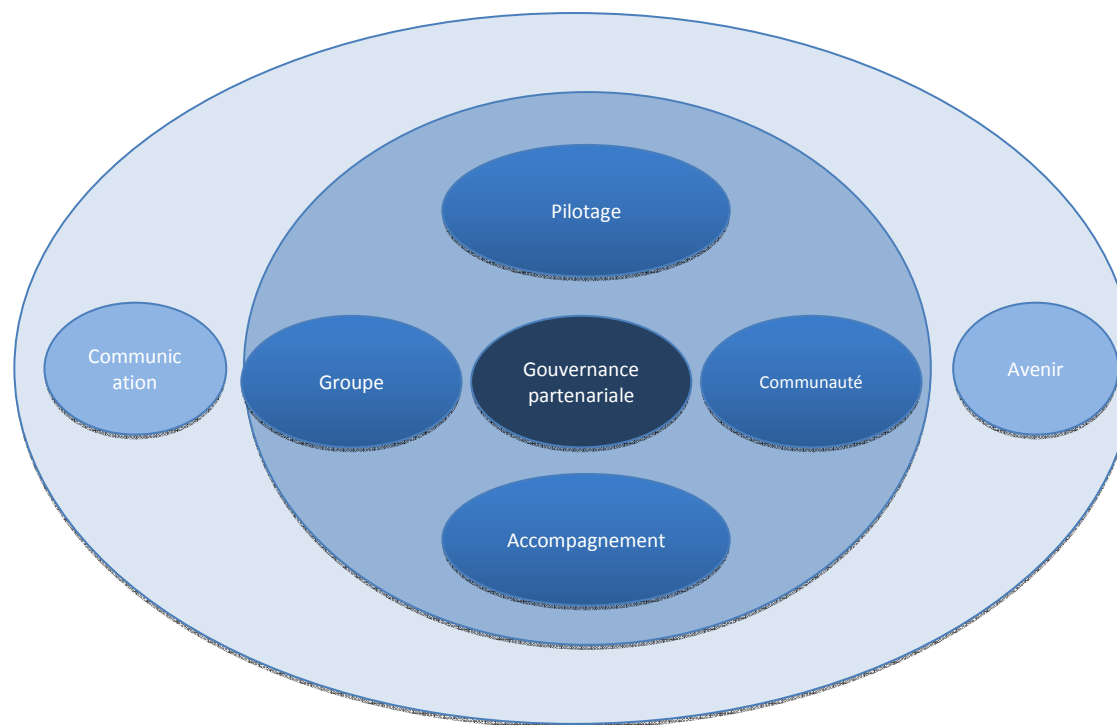 Pilotage
Communic
ation
Groupe
Gouvernance
partenariale
Communauté
Avenir
Accompagnement